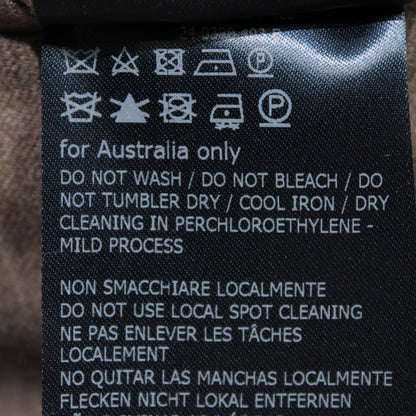 for Australia only
DO NOT WASH / DO NOT BLEACH / DO
NOT TUMBLER DRY / COOL IRON / DRY
CLEANING IN PERCHLOROETHYLENE -
MILD PROCESS
NON SMACCHIARE LOCALMENTE
DO NOT USE LOCAL SPOT CLEANING
NE PAS ENLEVER LES TÂCHES
LOCALEMENT
NO QUITAR LAS MANCHAS LOCALMENTE
FLECKEN NICHT LOKAL ENTFERNEN